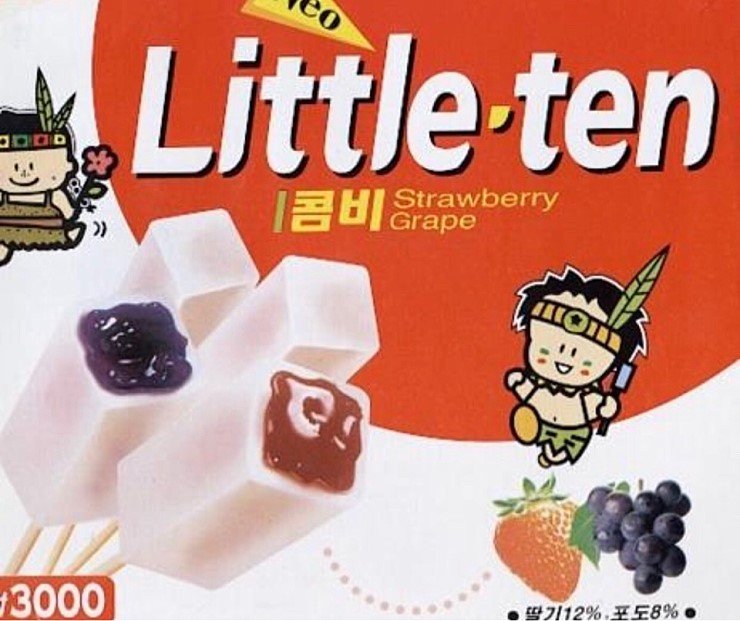 Neo
Little·ten
콤비 Strawberry
Grape
3000
● 딸기12%.포도8% ●